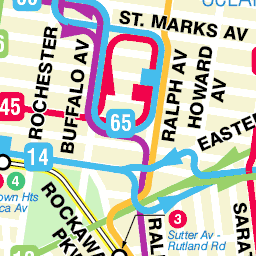 ST. MARKS AV
ROCHESTER
BUFFALO AV
RALPH AV
HOWARD
AV
45
65
EASTE
14
4
own Hts
ca Av
ROCKAWA
PKW
RAL
3
Sutter Av -
Rutland Rd
SARAT